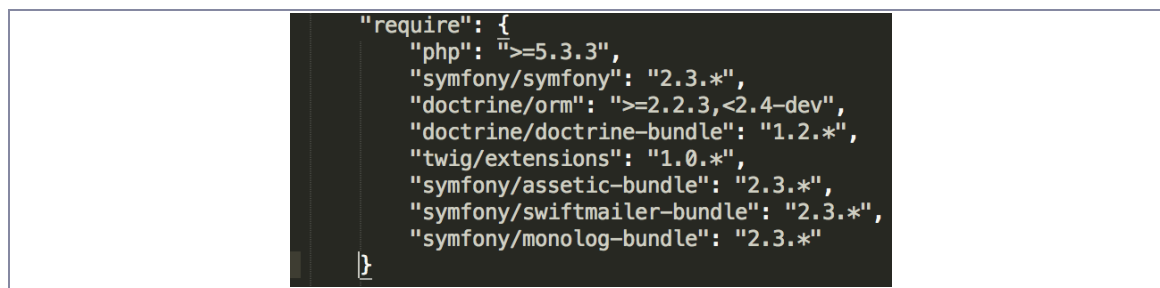 "require": {
"php": ">=5.3.3",
"symfony/symfony": "2.3.*",
"doctrine/orm": ">=2.2.3,<2.4-dev",
"doctrine/doctrine-bundle": "1.2.*",
"twig/extensions": "1.0.*",
"symfony/assetic-bundle": "2.3.*",
"symfony/swiftmailer-bundle": "2.3.*",
"symfony/monolog-bundle": "2.3.*"
}